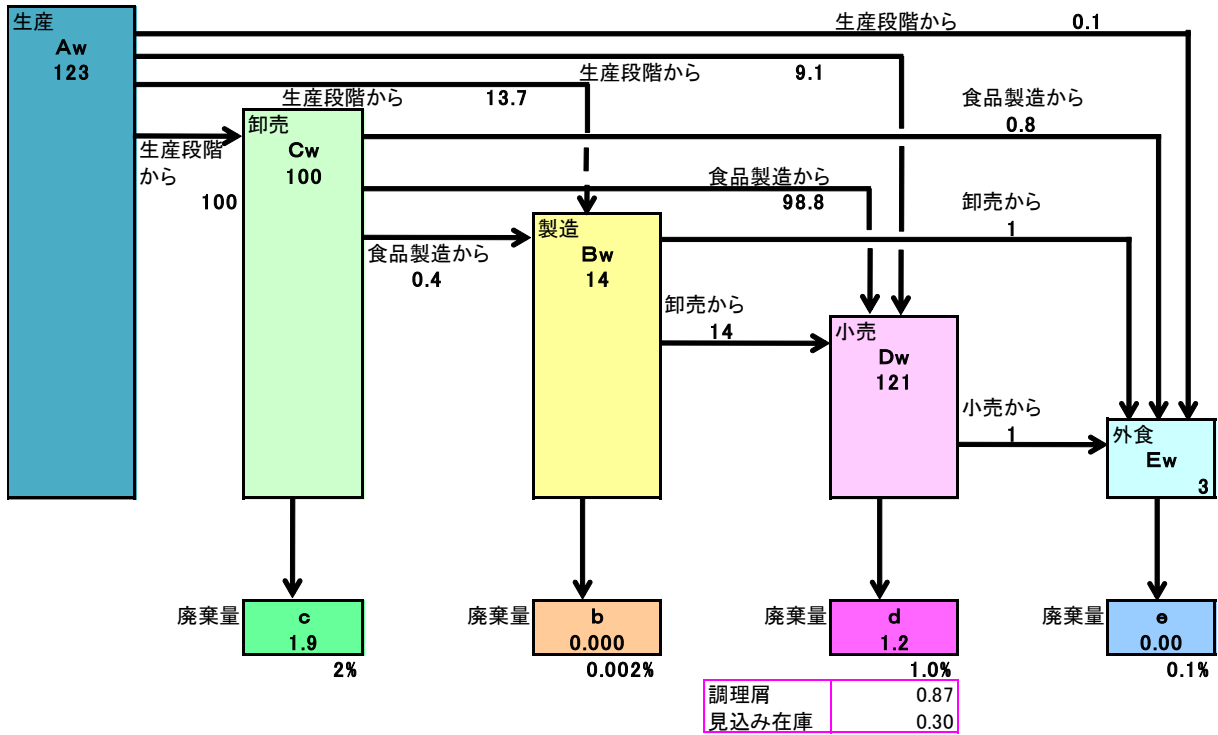 生産
Aw
123
生産段階から 0.1
生産段階から 9.1
生産段階から 13.7
生産段階
から
100
卸売
Cw
100
食品製造から
0.8
食品製造から
98.8
食品製造から
0.4
製造
Bw
14
卸売から
1
卸売から
14
小売
Dw
121
小売から
1
外食
Ew
3
廃棄量
c
1.9
2%
廃棄量
b
0.000
0.002%
廃棄量
d
1.2
1.0%
廃棄量
e
0.00
0.1%
調理屑 0.87
見込み在庫 0.30